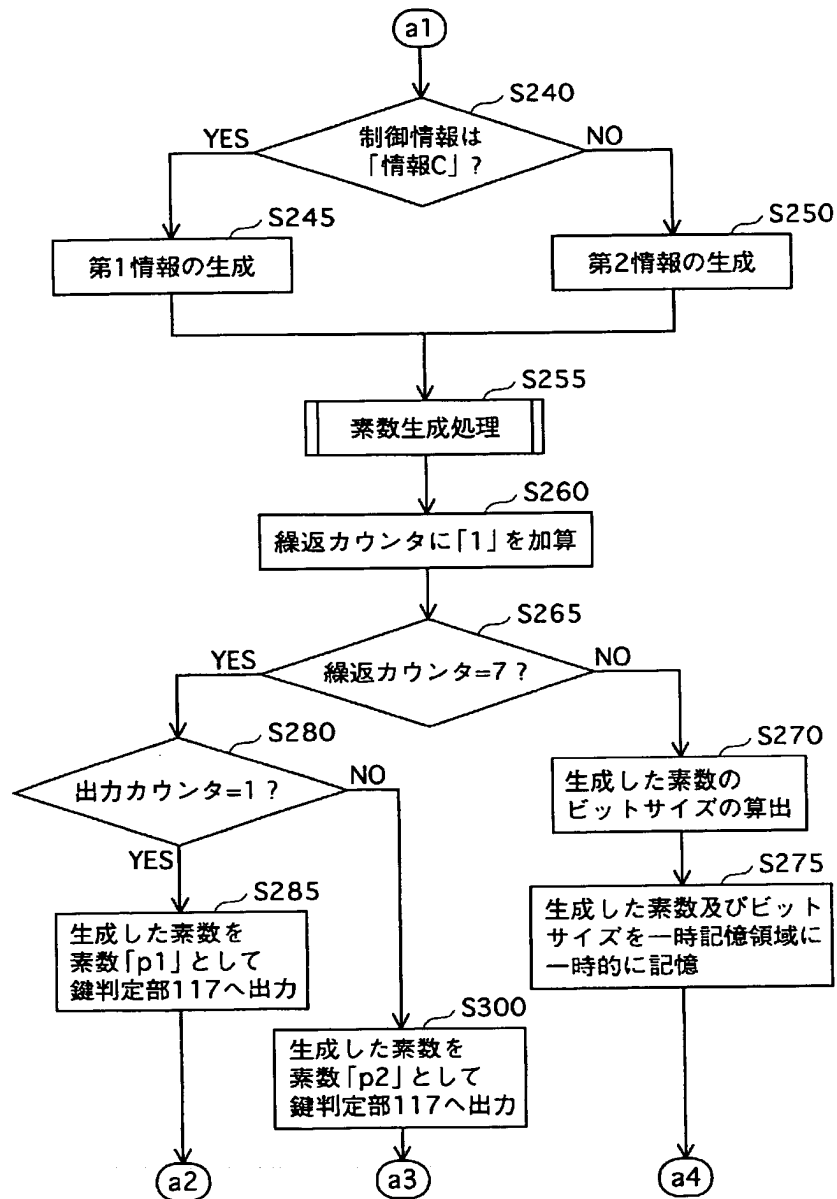 a1
S240
YES
制御情報は
「情報C」?
NO
S245
第1情報の生成
S250
第2情報の生成
S255
素数生成処理
S260
繰返カウンタに「1」を加算
S265
YES
繰返カウンタ=7?
NO
S280
出力カウンタ=1?
NO
YES
S270
生成した素数の
ビットサイズの算出
S285
生成した素数を
素数「p1」として
鍵判定部117へ出力
S275
生成した素数及びビット
サイズを一時記憶領域に
一時的に記憶
S300
生成した素数を
素数「p2」として
鍵判定部117へ出力
a2
a3
a4